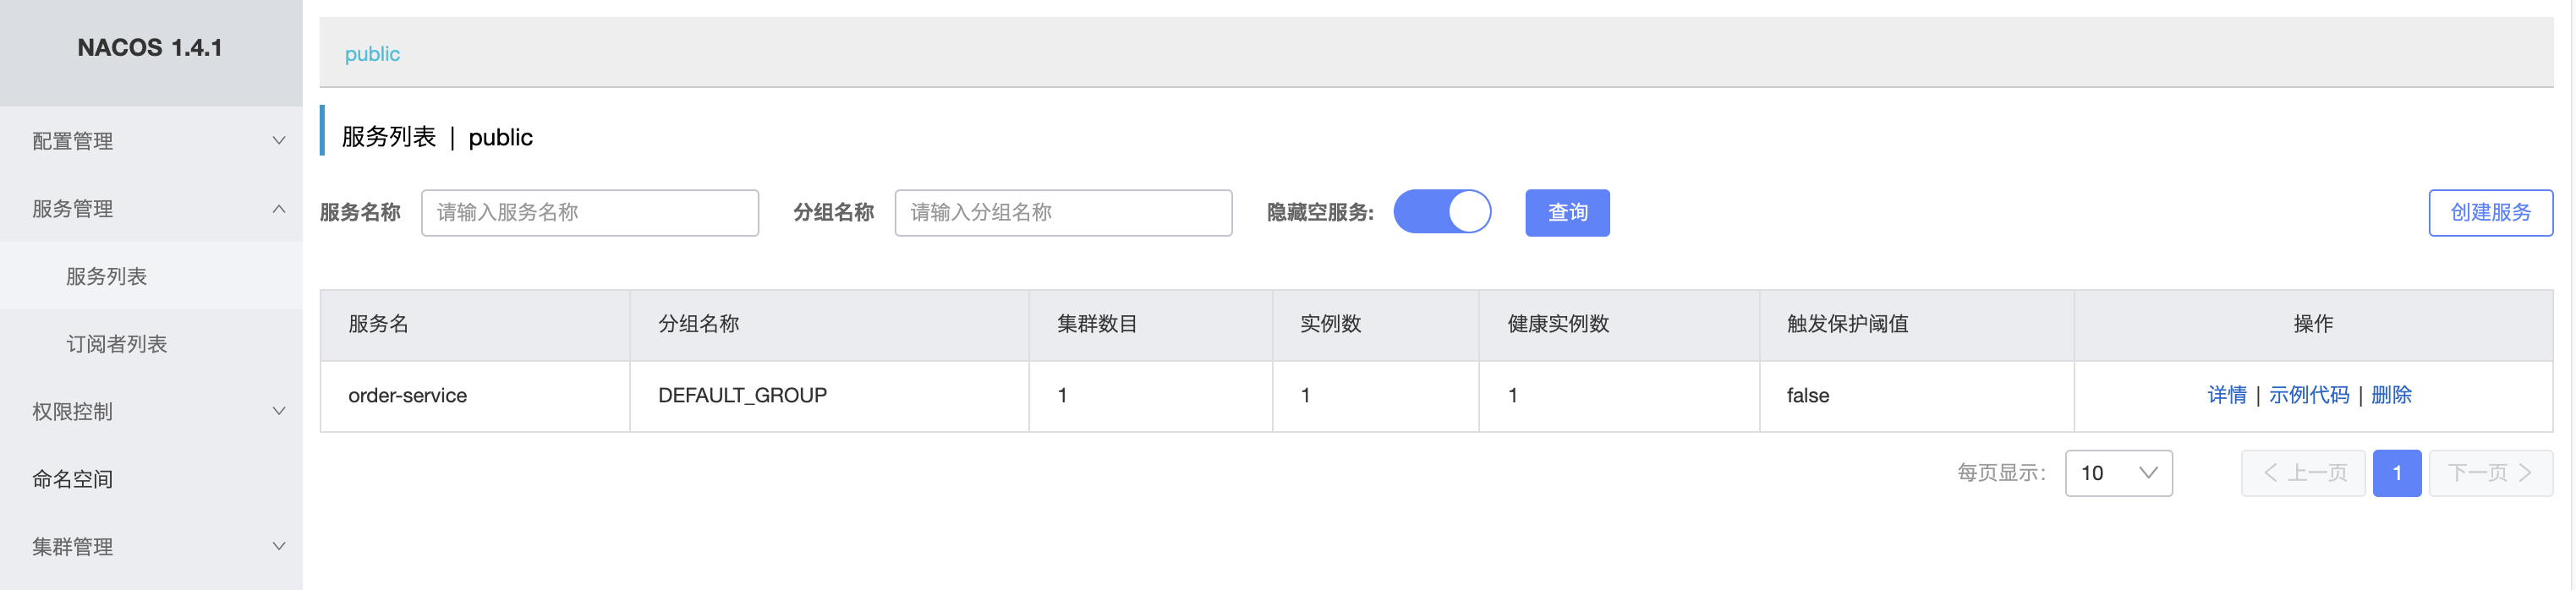 NACOS 1.4.1
配置管理
服务管理
服务列表
订阅者列表
权限控制
命名空间
集群管理
public
服务列表 | public
服务名称 请输入服务名称 分组名称 请输入分组名称 隐藏空服务: 查询 创建服务
服务名 分组名称 集群数目 实例数 健康实例数 触发保护阈值 操作
order-service DEFAULT_GROUP 1 1 1 false 详情 | 示例代码 | 删除
每页显示: 10 上一页 1 下一页